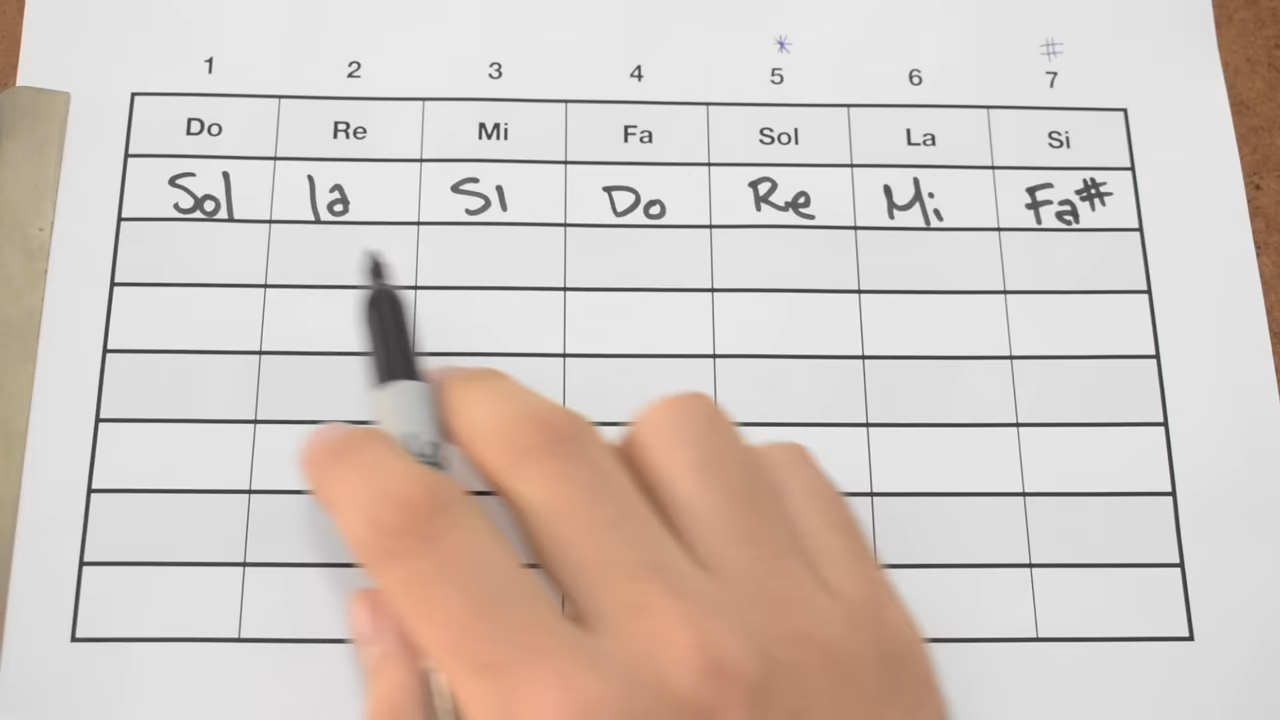 * #
1 2 3 4 5 6 7
Do Re Mi Fa Sol La Si
Sol la SI Do Re Mi Fa#